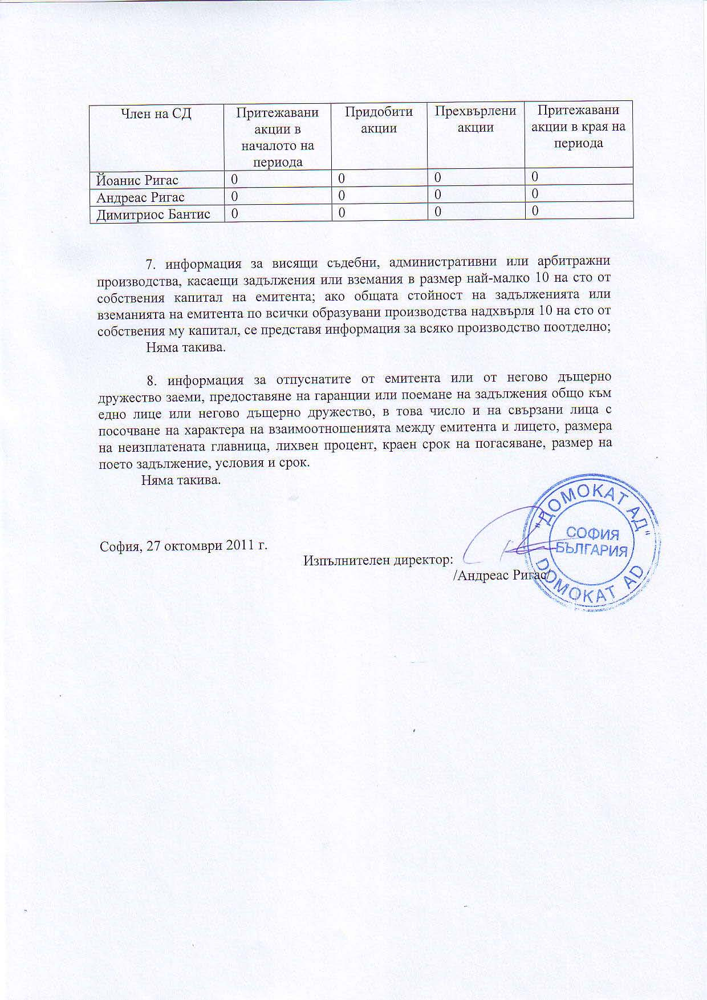 Член на СД
Притежавани
акции в
началото на
периода
Придобити
акции
Прехвърлени
акции
Притежавани
акции в края на
периода
Йоанис Ригас 0 0 0 0
Андреас Ригас 0 0 0 0
Димитриос Бантис 0 0 0 0
7. информация за висящи съдебни, административни или арбитражни
производства, касаещи задължения или вземания в размер най-малко 10 на сто от
собствения капитал на емитента; ако общата стойност на задълженията или
вземанията на емитента по всички образувани производства надхвърля 10 на сто от
собствения му капитал, се представя информация за всяко производство поотделно;
Няма такива.
8. информация за отпуснатите от емитента или от негово дъщерно
дружество заеми, предоставяне на гаранции или поемане на задължения общо към
едно лице или негово дъщерно дружество, в това число и на свързани лица с
посочване на характера на взаимоотношенията между емитента и лицето, размера
на неизплатената главница, лихвен процент, краен срок на погасяване, размер на
поето задължение, условия и срок.
Няма такива.
София, 27 октомври 2011 г.
Изпълнителен директор:
/Андреас Ригас/
"ДОМОКАТ АД"
СОФИЯ
БЪЛГАРИЯ
DOMOKAT AD